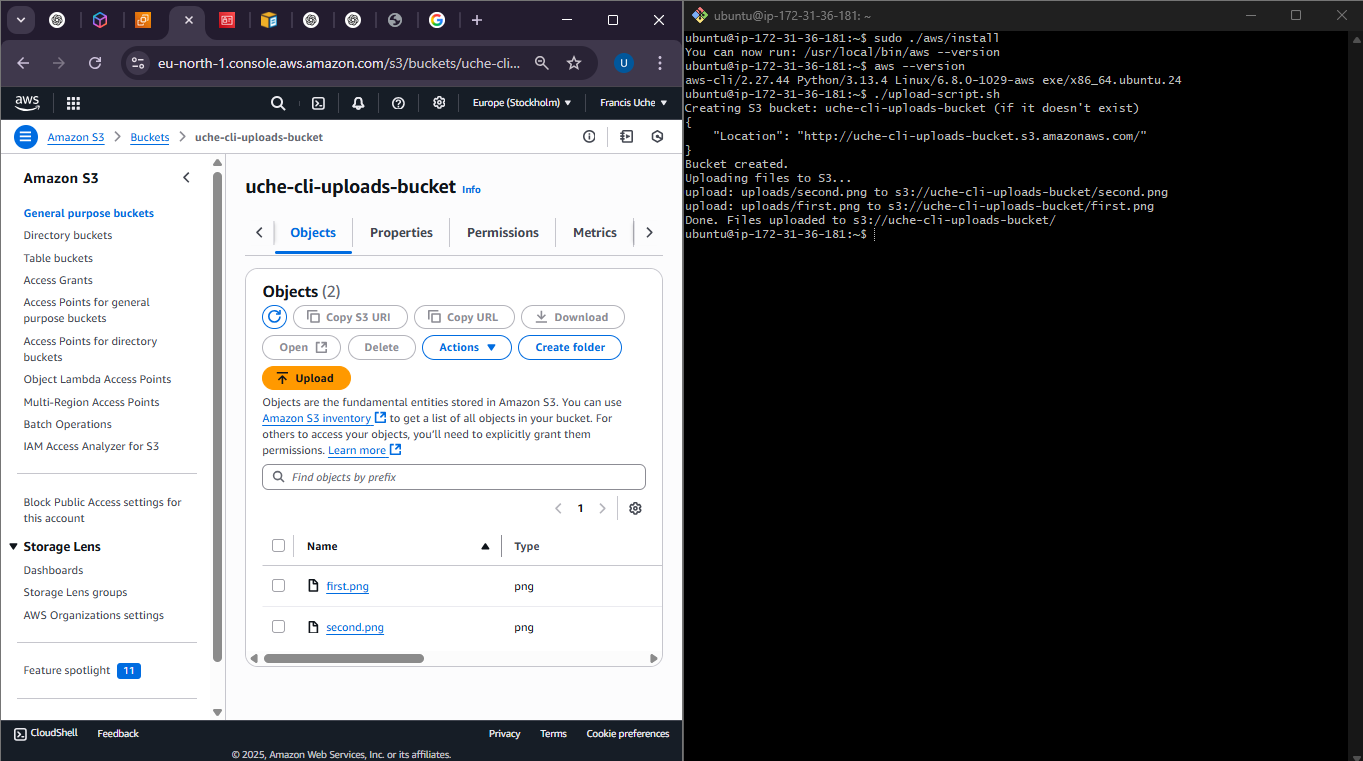 eu-north-1.console.aws.amazon.com/s3/buckets/uche-cli...
U
aws
Europe (Stockholm)
Francis Uche
Amazon S3
Buckets
uche-cli-uploads-bucket
Amazon S3
General purpose buckets
Directory buckets
Table buckets
Access Grants
Access Points for general
purpose buckets
Access Points for directory
buckets
Object Lambda Access Points
Multi-Region Access Points
Batch Operations
IAM Access Analyzer for S3
Block Public Access settings for
this account
Storage Lens
Dashboards
Storage Lens groups
AWS Organizations settings
Feature spotlight 11
uche-cli-uploads-bucket Info
Objects
Properties
Permissions
Metrics
Objects (2)
Copy S3 URI
Copy URL
Download
Open
Delete
Actions
Create folder
Upload
Objects are the fundamental entities stored in Amazon S3. You can use
Amazon S3 inventory to get a list of all objects in your bucket. For
others to access your objects, you'll need to explicitly grant them
permissions. Learn more
Find objects by prefix
1
Name
Type
first.png
png
second.png
png
CloudShell
Feedback
Privacy
Terms
Cookie preferences
© 2025, Amazon Web Services, Inc. or its affiliates.
ubuntu@ip-172-31-36-181: ~
ubuntu@ip-172-31-36-181:~$ sudo ./aws/install
You can now run: /usr/local/bin/aws --version
ubuntu@ip-172-31-36-181:~$ aws --version
aws-cli/2.27.44 Python/3.13.4 Linux/6.8.0-1029-aws exe/x86_64.ubuntu.24
ubuntu@ip-172-31-36-181:~$ ./upload-script.sh
Creating S3 bucket: uche-cli-uploads-bucket (if it doesn't exist)
{
    "Location": "http://uche-cli-uploads-bucket.s3.amazonaws.com/"
}
Bucket created.
Uploading files to S3...
upload: uploads/second.png to s3://uche-cli-uploads-bucket/second.png
upload: uploads/first.png to s3://uche-cli-uploads-bucket/first.png
Done. Files uploaded to s3://uche-cli-uploads-bucket/
ubuntu@ip-172-31-36-181:~$